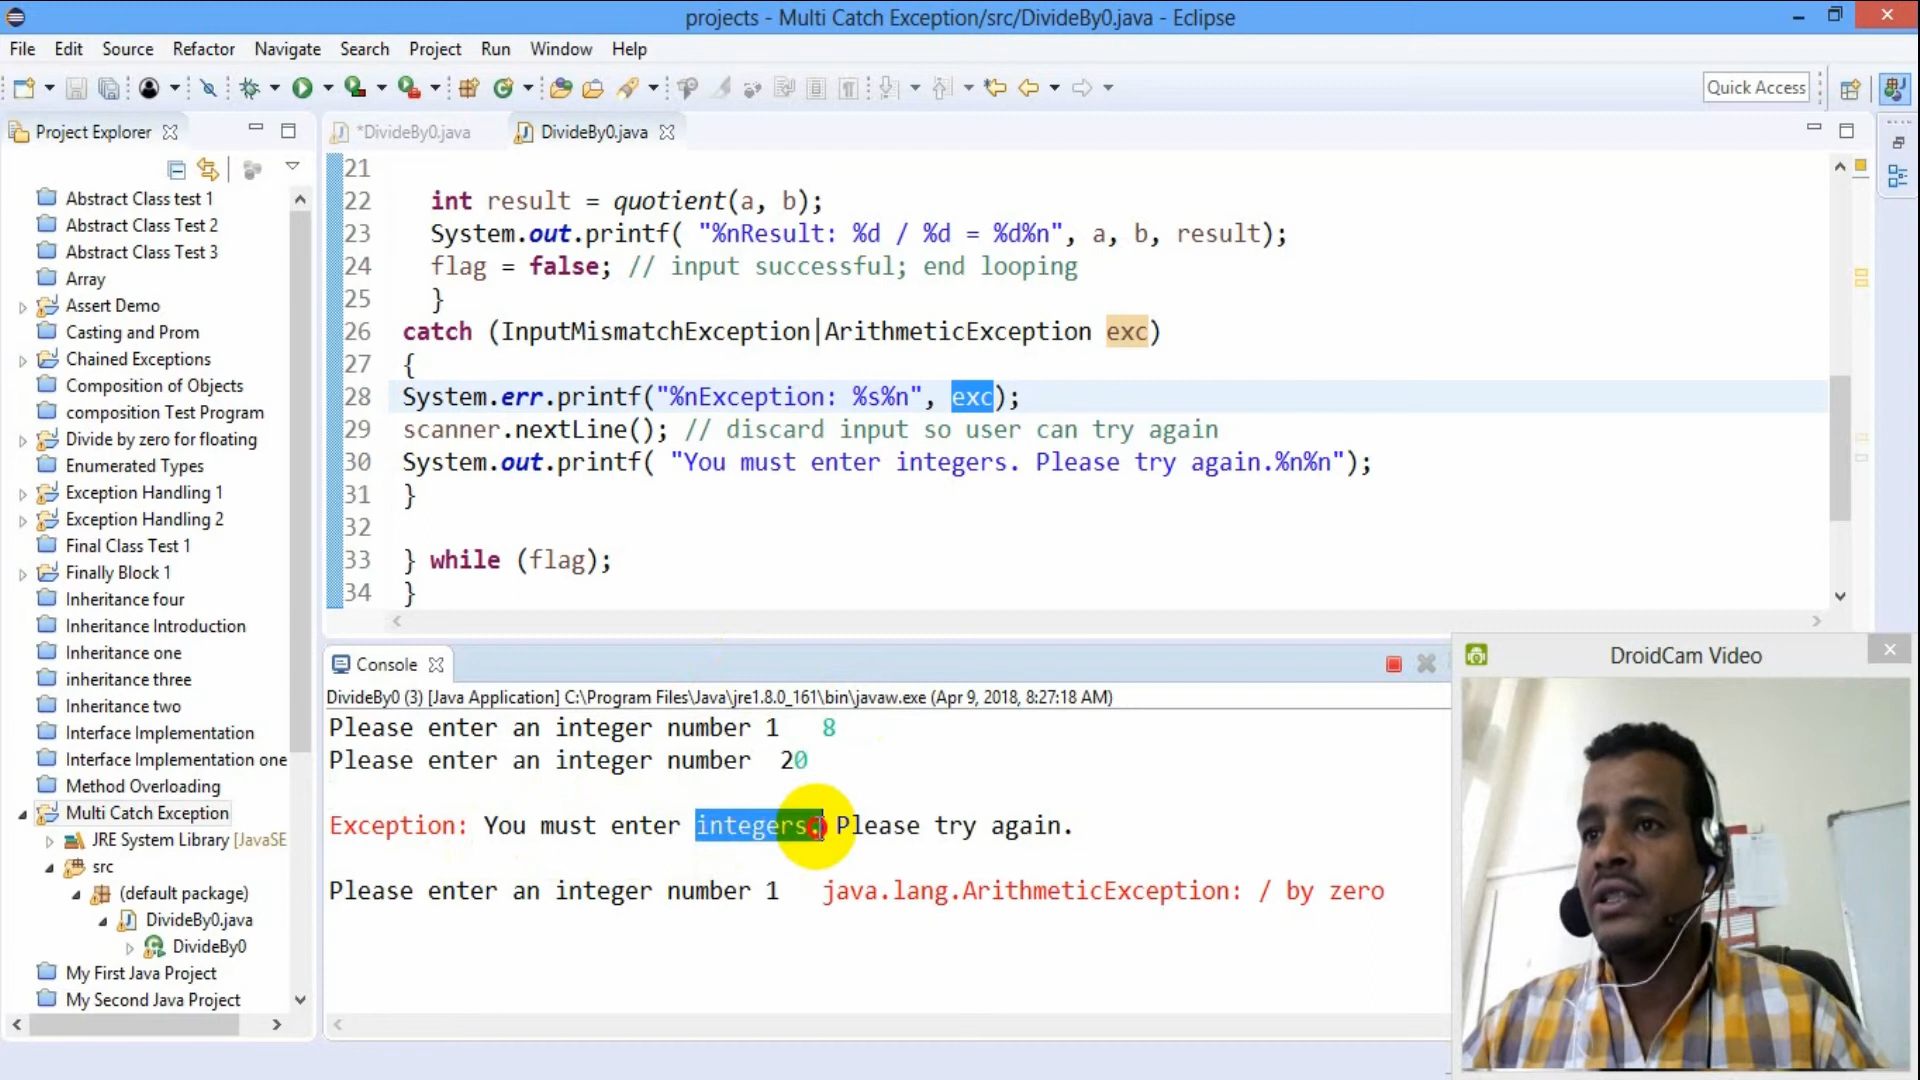 projects - Multi Catch Exception/src/DivideBy0.java - Eclipse
File Edit Source Refactor Navigate Search Project Run Window Help
Quick Access
Project Explorer
*DivideBy0.java
DivideBy0.java
Abstract Class test 1
Abstract Class Test 2
Abstract Class Test 3
Array
Assert Demo
Casting and Prom
Chained Exceptions
Composition of Objects
composition Test Program
Divide by zero for floating
Enumerated Types
Exception Handling 1
Exception Handling 2
Final Class Test 1
Finally Block 1
Inheritance four
Inheritance Introduction
Inheritance one
inheritance three
Inheritance two
Interface Implementation
Interface Implementation one
Method Overloading
Multi Catch Exception
JRE System Library [JavaSE
src
(default package)
DivideBy0.java
DivideBy0
My First Java Project
My Second Java Project
21
22 int result = quotient(a, b);
23 System.out.printf( "%nResult: %d / %d = %d%n", a, b, result);
24 flag = false; // input successful; end looping
25 }
26 catch (InputMismatchException|ArithmeticException exc)
27 {
28 System.err.printf("%nException: %s%n", exc);
29 scanner.nextLine(); // discard input so user can try again
30 System.out.printf( "You must enter integers. Please try again.%n%n");
31 }
32
33 } while (flag);
34 }
Console
DivideBy0 (3) [Java Application] C:\Program Files\Java\jre1.8.0_161\bin\javaw.exe (Apr 9, 2018, 8:27:18 AM)
Please enter an integer number 1 8
Please enter an integer number 20
Exception: You must enter integers. Please try again.
Please enter an integer number 1 java.lang.ArithmeticException: / by zero
DroidCam Video